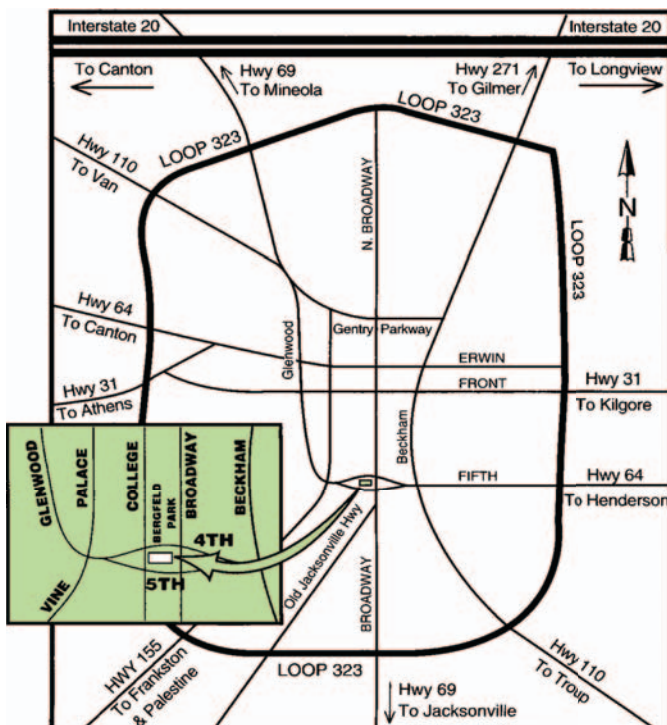 Interstate 20
Interstate 20
To Canton
Hwy 69
To Mineola
Hwy 271
To Gilmer
To Longview
LOOP 323
LOOP 323
Hwy 110
To Van
N. BROADWAY
N
LOOP 323
Hwy 64
To Canton
Glenwood
Gentry Parkway
ERWIN
Hwy 31
To Athens
FRONT
Hwy 31
To Kilgore
Beckham
GLENWOOD
PALACE
COLLEGE
BERGFELD
PARK
BROADWAY
BECKHAM
FIFTH
Hwy 64
To Henderson
4TH
5TH
VINE
Old Jacksonville Hwy
BROADWAY
HWY 155
To Frankston
& Palestine
LOOP 323
Hwy 69
To Jacksonville
Hwy 110
To Troup